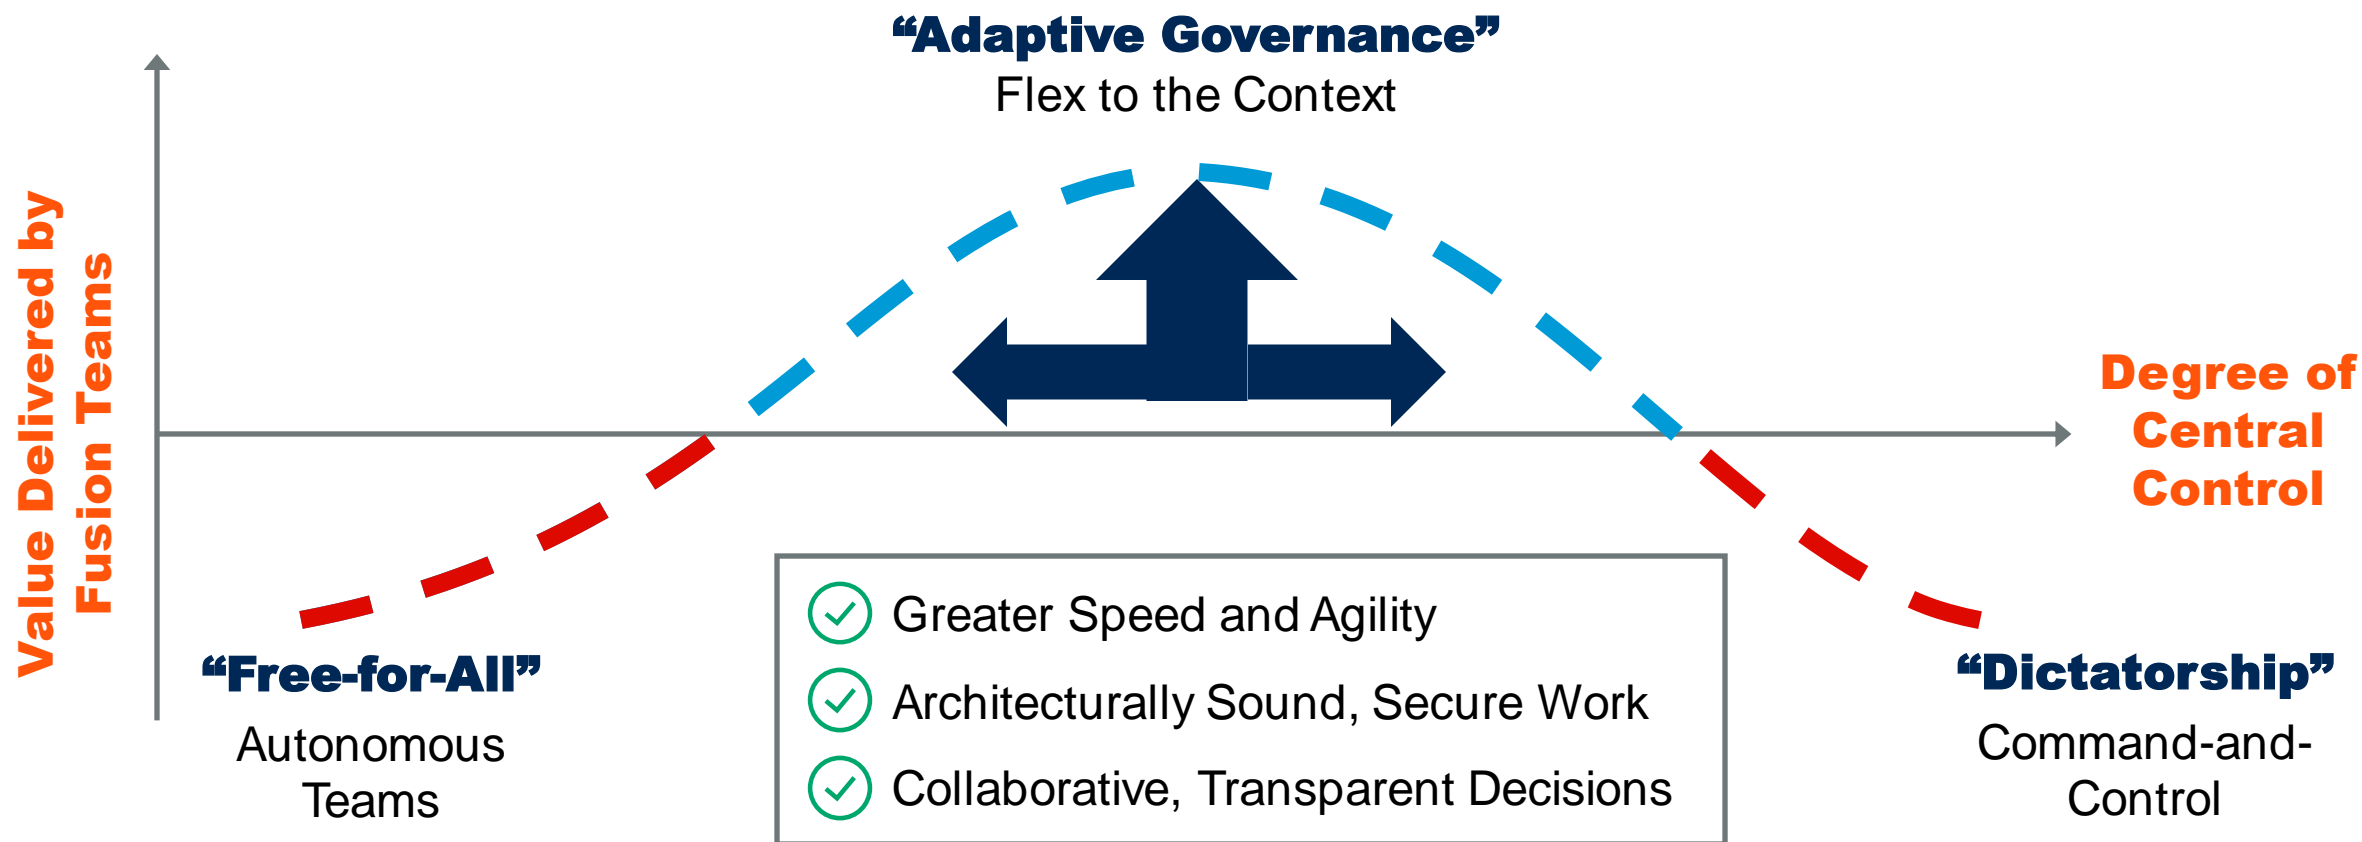 “Adaptive Governance”
Flex to the Context
Value Delivered by
Fusion Teams
Degree of
Central
Control
“Free-for-All”
Autonomous
Teams
Greater Speed and Agility
Architecturally Sound, Secure Work
Collaborative, Transparent Decisions
“Dictatorship”
Command-and-
Control